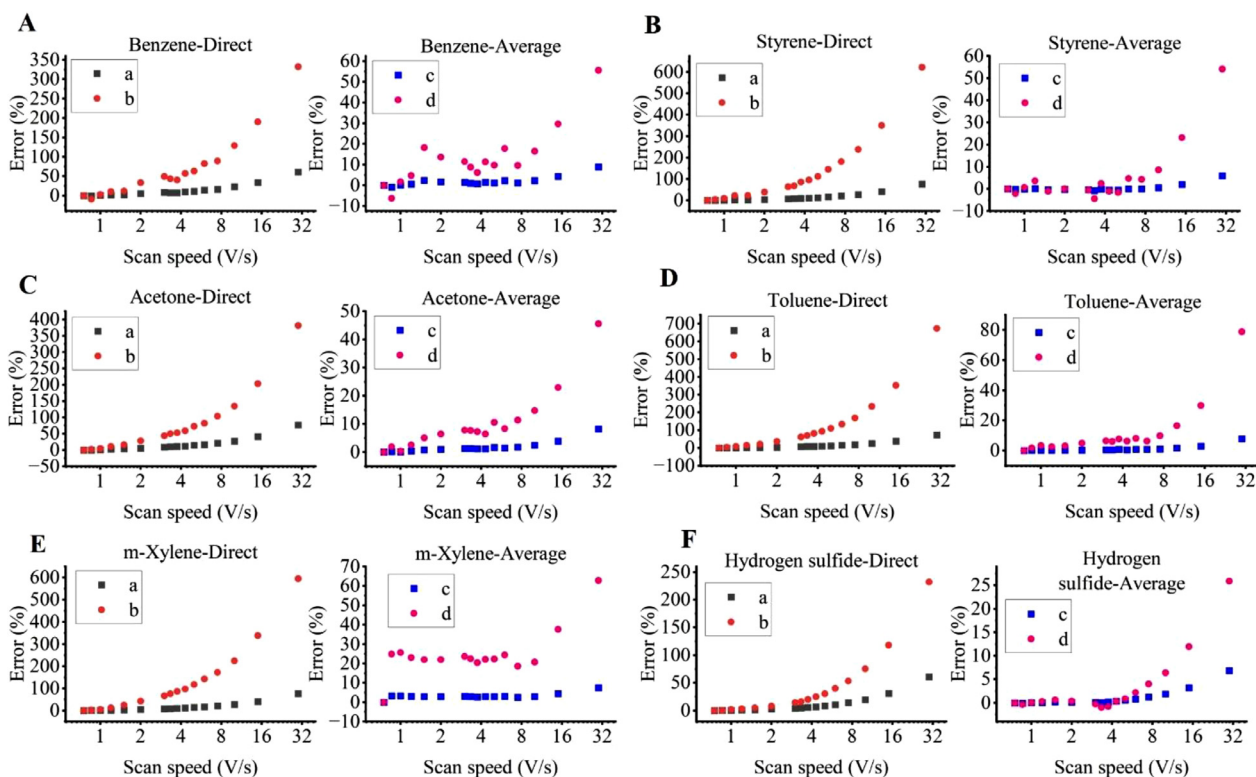 A
Benzene-Direct
Error (%)
350
300
250
200
150
100
50
0
a
b
1 2 4 8 16 32
Scan speed (V/s)
Benzene-Average
Error (%)
60
50
40
30
20
10
0
−10
c
d
1 2 4 8 16 32
Scan speed (V/s)
B
Styrene-Direct
Error (%)
600
500
400
300
200
100
0
a
b
1 2 4 8 16 32
Scan speed (V/s)
Styrene-Average
Error (%)
60
50
40
30
20
10
0
−10
c
d
1 2 4 8 16 32
Scan speed (V/s)
C
Acetone-Direct
Error (%)
400
350
300
250
200
150
100
50
0
−50
a
b
1 2 4 8 16 32
Scan speed (V/s)
Acetone-Average
Error (%)
50
40
30
20
10
0
c
d
1 2 4 8 16 32
Scan speed (V/s)
D
Toluene-Direct
Error (%)
700
600
500
400
300
200
100
0
−100
a
b
1 2 4 8 16 32
Scan speed (V/s)
Toluene-Average
Error (%)
80
60
40
20
0
c
d
1 2 4 8 16 32
Scan speed (V/s)
E
m-Xylene-Direct
Error (%)
600
500
400
300
200
100
0
a
b
1 2 4 8 16 32
Scan speed (V/s)
m-Xylene-Average
Error (%)
70
60
50
40
30
20
10
0
−10
c
d
1 2 4 8 16 32
Scan speed (V/s)
F
Hydrogen sulfide-Direct
Error (%)
250
200
150
100
50
0
a
b
1 2 4 8 16 32
Scan speed (V/s)
Hydrogen
sulfide-Average
Error (%)
25
20
15
10
5
0
c
d
1 2 4 8 16 32
Scan speed (V/s)